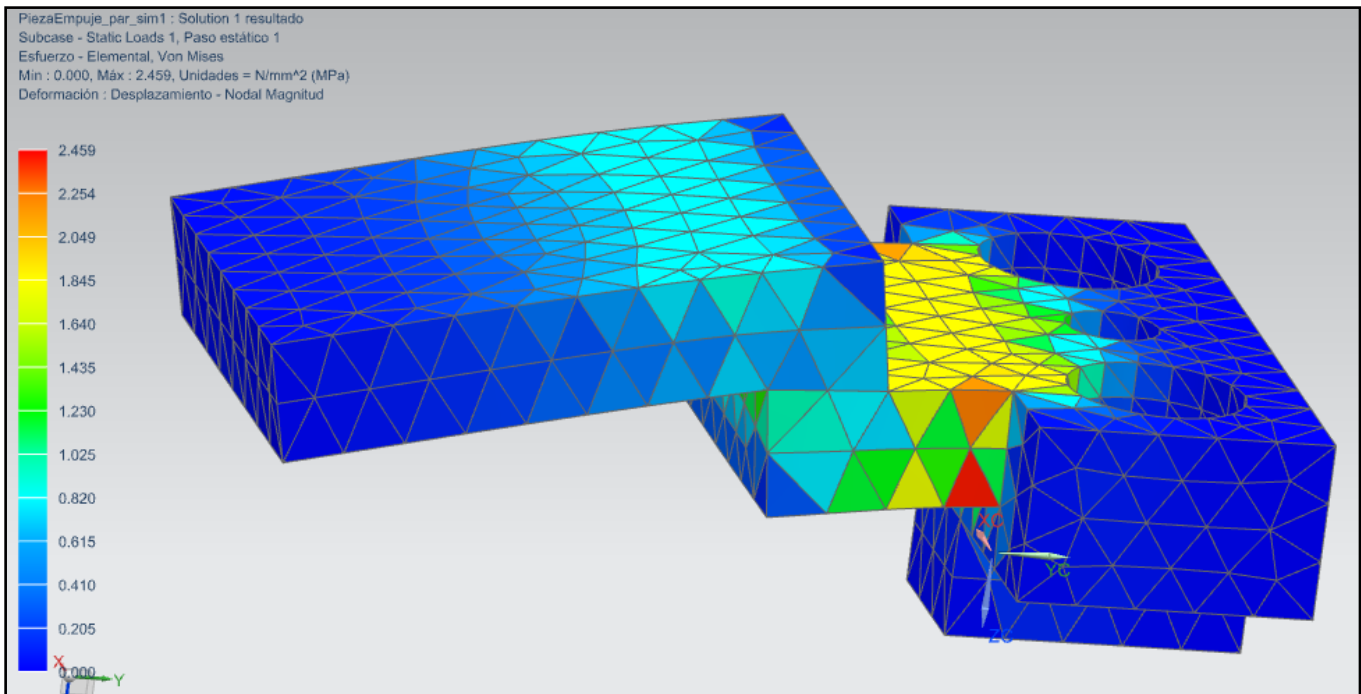 PiezaEmpuje_par_sim1 : Solution 1 resultado
Subcase - Static Loads 1, Paso estático 1
Esfuerzo - Elemental, Von Mises
Min : 0.000, Máx : 2.459, Unidades = N/mm^2 (MPa)
Deformación : Desplazamiento - Nodal Magnitud
2.459
2.254
2.049
1.845
1.640
1.435
1.230
1.025
0.820
0.615
0.410
0.205
0.000
X
Y
XC
YC
ZC